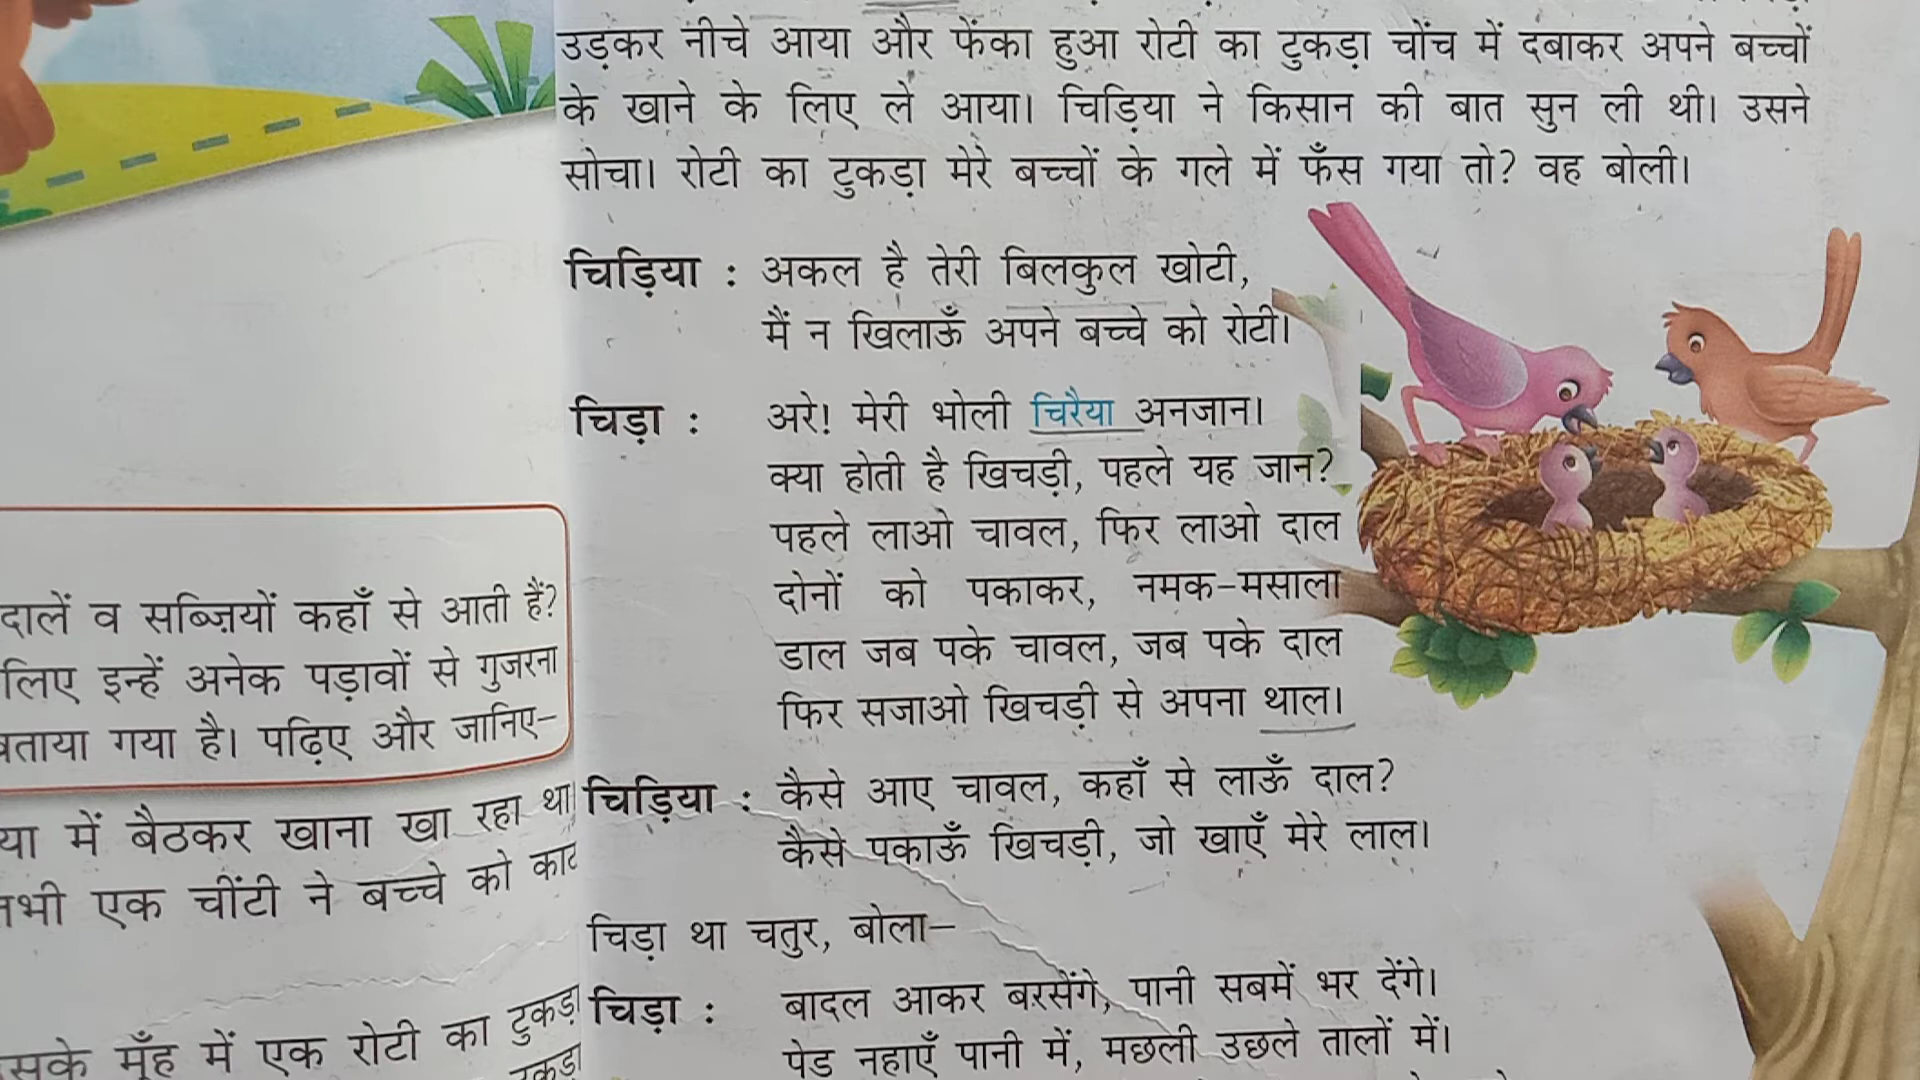 दालें व सब्ज़ियों कहाँ से आती हैं?
लिए इन्हें अनेक पड़ावों से गुजरना
बताया गया है। पढ़िए और जानिए–
में बैठकर खाना खा रहा था
एक चींटी ने बच्चे को काट
मुँह में एक रोटी का टुकड़ा
उड़कर नीचे आया और फेंका हुआ रोटी का टुकड़ा चोंच में दबाकर अपने बच्चों
के खाने के लिए ले आया। चिड़िया ने किसान की बात सुन ली थी। उसने
सोचा। रोटी का टुकड़ा मेरे बच्चों के गले में फँस गया तो? वह बोली।
चिड़िया : अकल है तेरी बिलकुल खोटी,
मैं न खिलाऊँ अपने बच्चे को रोटी।
चिड़ा : अरे! मेरी भोली चिरैया अनजान।
क्या होती है खिचड़ी, पहले यह जान?
पहले लाओ चावल, फिर लाओ दाल
दोनों को पकाकर, नमक-मसाला
डाल जब पके चावल, जब पके दाल
फिर सजाओ खिचड़ी से अपना थाल।
चिड़िया : कैसे आए चावल, कहाँ से लाऊँ दाल?
कैसे पकाऊँ खिचड़ी, जो खाएँ मेरे लाल।
चिड़ा था चतुर, बोला–
चिड़ा : बादल आकर बरसेंगे, पानी सबमें भर देंगे।
पेड नहाएँ पानी में, मछली उछले तालों में।